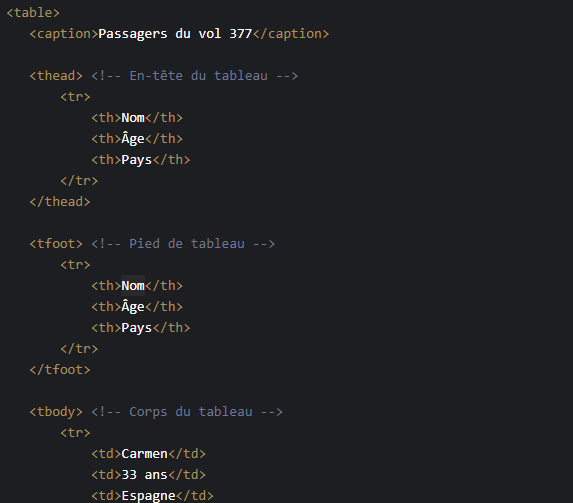 <table>
<caption>Passagers du vol 377</caption>
<thead> <!-- En-tête du tableau -->
<tr>
<th>Nom</th>
<th>Âge</th>
<th>Pays</th>
</tr>
</thead>
<tfoot> <!-- Pied de tableau -->
<tr>
<th>Nom</th>
<th>Âge</th>
<th>Pays</th>
</tr>
</tfoot>
<tbody> <!-- Corps du tableau -->
<tr>
<td>Carmen</td>
<td>33 ans</td>
<td>Espagne</td>